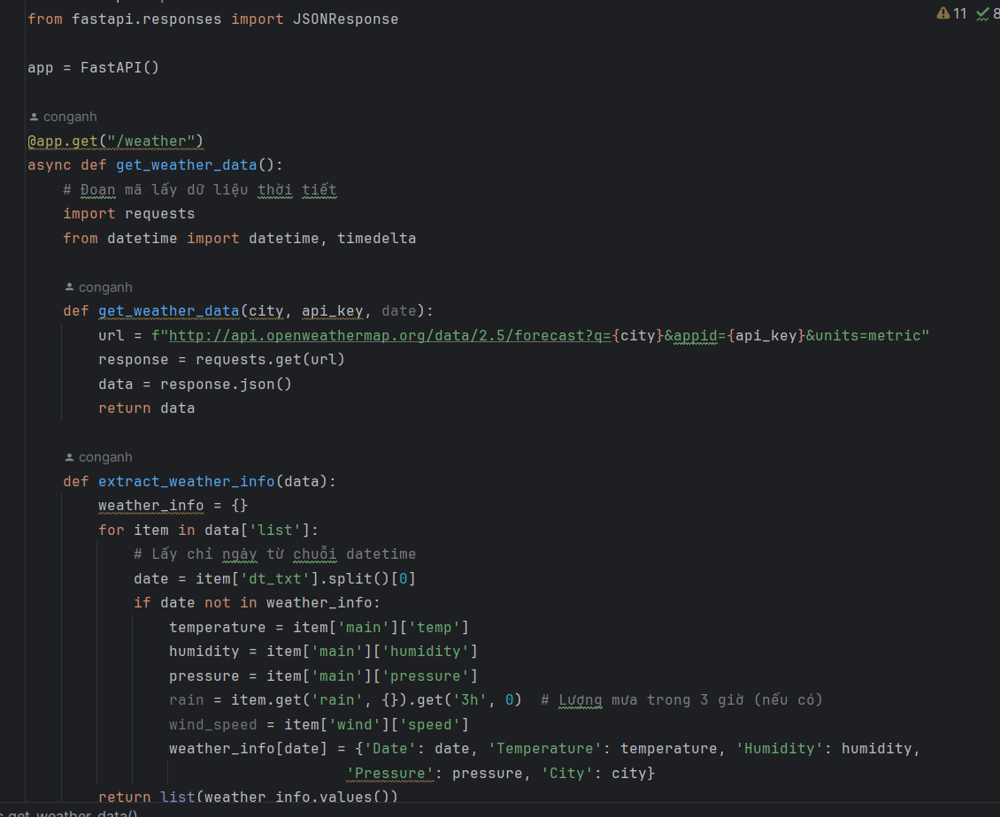 from fastapi.responses import JSONResponse
11 8
app = FastAPI()
conganh
@app.get("/weather")
async def get_weather_data():
# Đoạn mã lấy dữ liệu thời tiết
import requests
from datetime import datetime, timedelta
conganh
def get_weather_data(city, api_key, date):
url = f"http://api.openweathermap.org/data/2.5/forecast?q={city}&appid={api_key}&units=metric"
response = requests.get(url)
data = response.json()
return data
conganh
def extract_weather_info(data):
weather_info = {}
for item in data['list']:
# Lấy chỉ ngày từ chuỗi datetime
date = item['dt_txt'].split()[0]
if date not in weather_info:
temperature = item['main']['temp']
humidity = item['main']['humidity']
pressure = item['main']['pressure']
rain = item.get('rain', {}).get('3h', 0)  # Lượng mưa trong 3 giờ (nếu có)
wind_speed = item['wind']['speed']
weather_info[date] = {'Date': date, 'Temperature': temperature, 'Humidity': humidity,
'Pressure': pressure, 'City': city}
return list(weather_info.values())
get_weather_data()